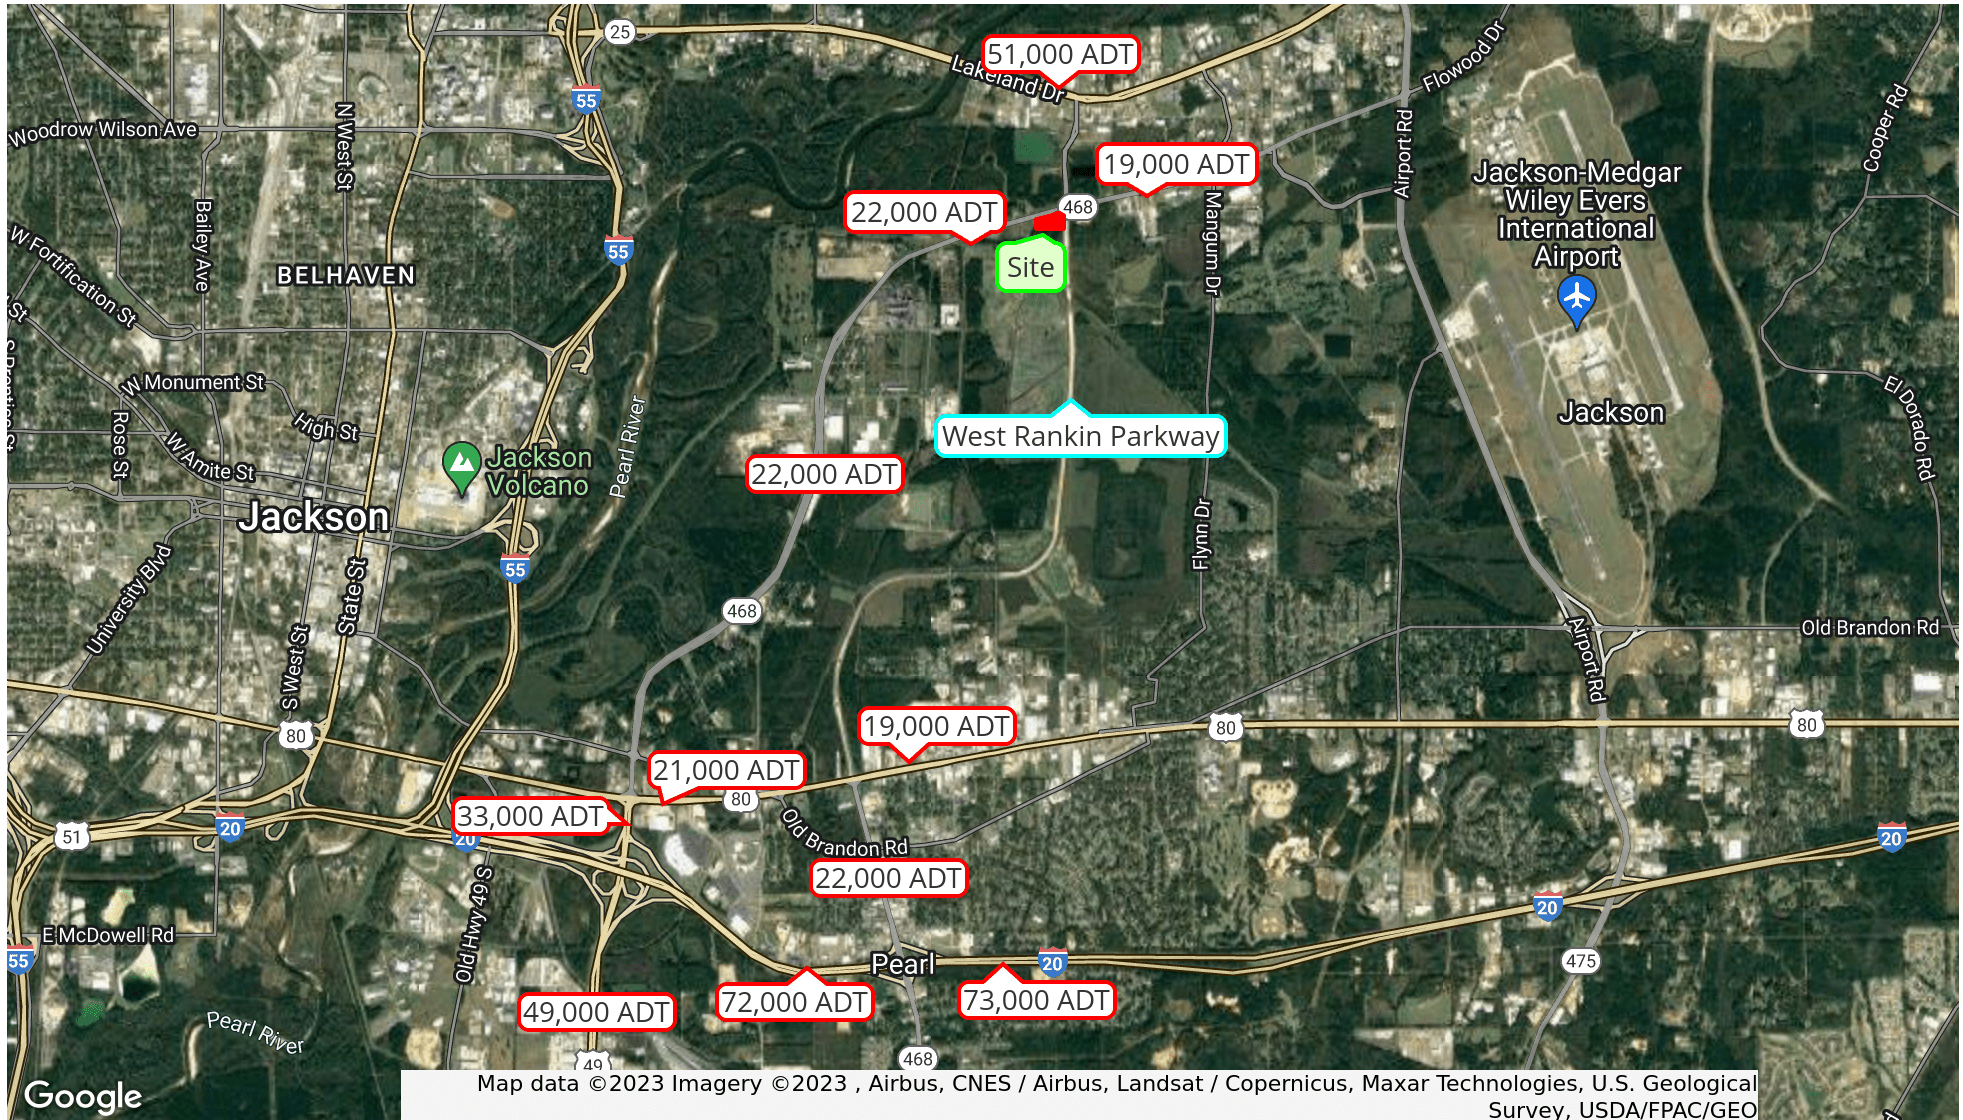 25
51,000 ADT
Lakeland Dr
Flowood Dr
55
Cooper Rd
Woodrow Wilson Ave
N West St
Airport Rd
19,000 ADT
Jackson-Medgar
Wiley Evers
International
Airport
22,000 ADT
468
Bailey Ave
Mangum Dr
W Fortification St
55
Site
BELHAVEN
St
W Monument St
Rose St
High St
Pearl River
El Dorado Rd
Jackson
West Rankin Parkway
W Amite St
Jackson
Volcano
22,000 ADT
Jackson
Flynn Dr
University Blvd
State St
55
468
Old Brandon Rd
Airport Rd
S West St
80
19,000 ADT
80
80
21,000 ADT
80
33,000 ADT
51
20
20
Old Brandon Rd
20
22,000 ADT
Old Hwy 49 S
20
E McDowell Rd
55
Pearl
20
475
72,000 ADT
73,000 ADT
49,000 ADT
Pearl River
49
468
Google
Map data ©2023 Imagery ©2023 , Airbus, CNES / Airbus, Landsat / Copernicus, Maxar Technologies, U.S. Geological
Survey, USDA/FPAC/GEO